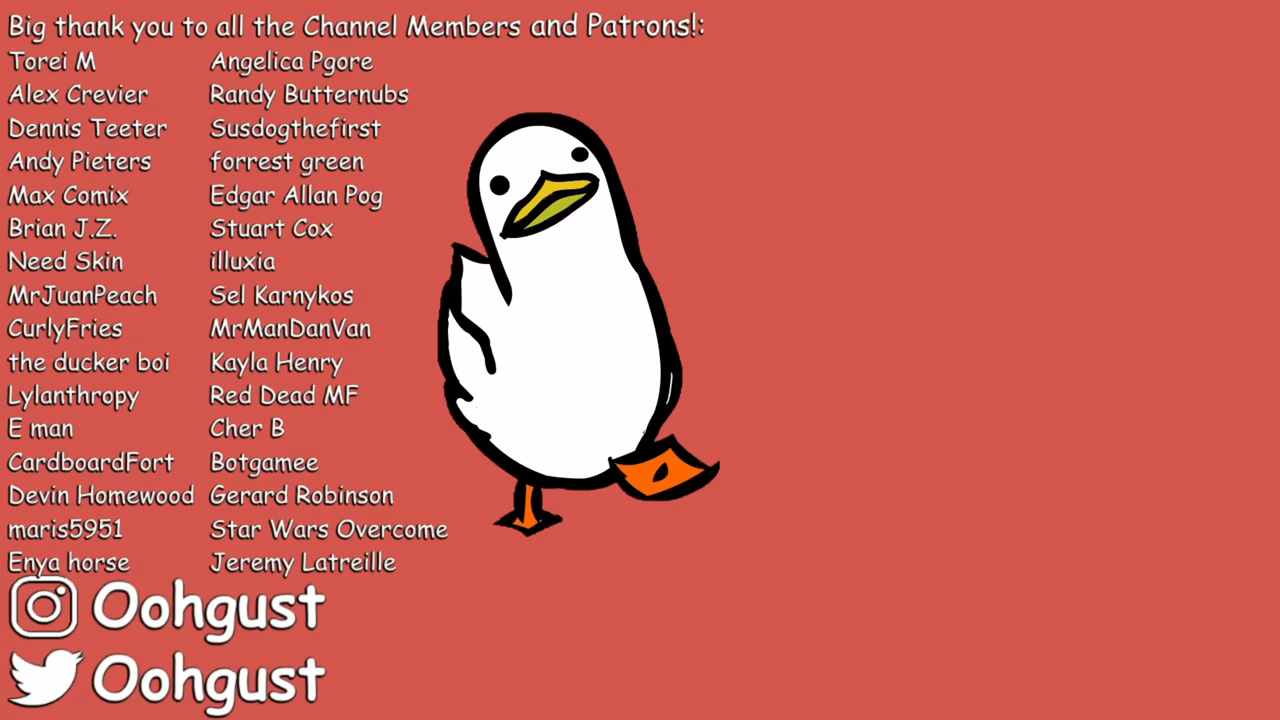 Big thank you to all the Channel Members and Patrons!:
Torei M
Alex Crevier
Dennis Teeter
Andy Pieters
Max Comix
Brian J.Z.
Need Skin
MrJuanPeach
CurlyFries
the ducker boi
Lylanthropy
E man
CardboardFort
Devin Homewood
maris5951
Enya horse
Angelica Pgore
Randy Butternubs
Susdogthefirst
forrest green
Edgar Allan Pog
Stuart Cox
illuxia
Sel Karnykos
MrManDanVan
Kayla Henry
Red Dead MF
Cher B
Botgamee
Gerard Robinson
Star Wars Overcome
Jeremy Latreille
Oohgust
Oohgust